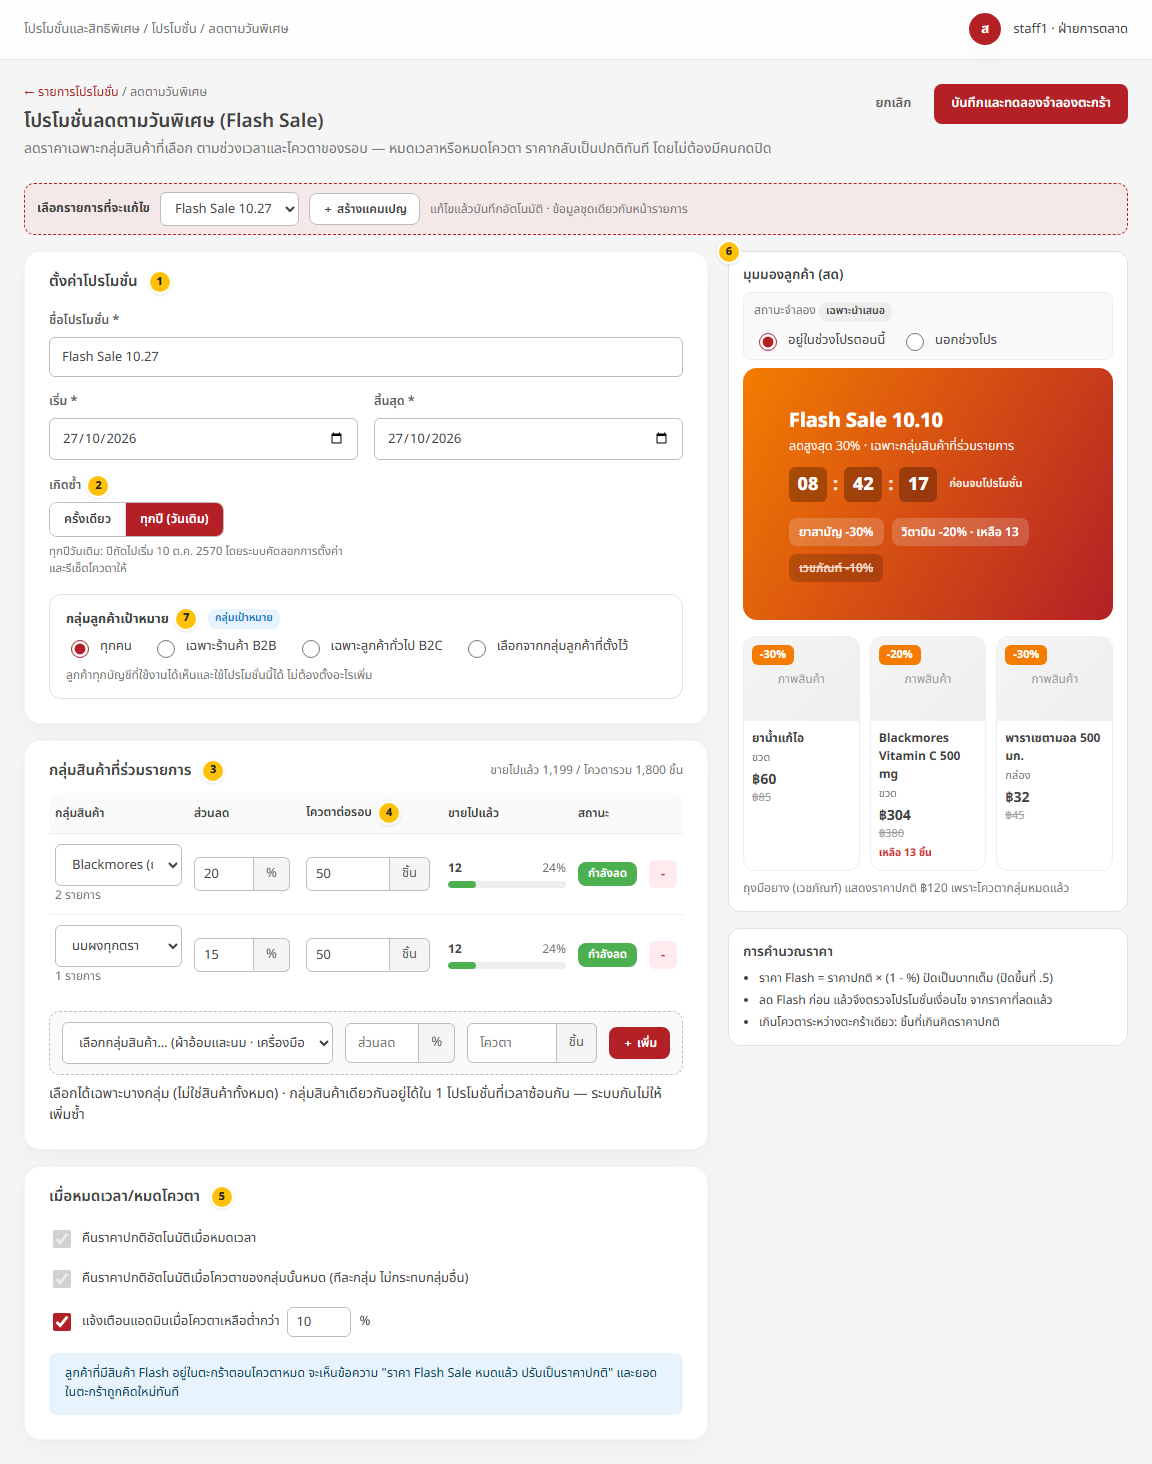 โปรโมชั่นและสิทธิพิเศษ / โปรโมชั่น / ลดตามวันพิเศษ
ส staff1 · ฝ่ายการตลาด
← รายการโปรโมชั่น / ลดตามวันพิเศษ
ยกเลิก บันทึกและทดลองจำลองตะกร้า
โปรโมชั่นลดตามวันพิเศษ (Flash Sale)
ลดราคาเฉพาะกลุ่มสินค้าที่เลือก ตามช่วงเวลาและโควตาของรอบ — หมดเวลาหรือหมดโควตา ราคากลับเป็นปกติทันที โดยไม่ต้องมีคนกดปิด
เลือกรายการที่จะแก้ไข Flash Sale 10.27 + สร้างแคมเปญ แก้ไขแล้วบันทึกอัตโนมัติ · ข้อมูลชุดเดียวกับหน้ารายการ
ตั้งค่าโปรโมชั่น 1
ชื่อโปรโมชั่น *
Flash Sale 10.27
เริ่ม * สิ้นสุด *
27/10/2026 27/10/2026
เกิดซ้ำ 2
ครั้งเดียว ทุกปี (วันเดิม)
ทุกปีวันเดิม: ปีถัดไปเริ่ม 10 ต.ค. 2570 โดยระบบคัดลอกการตั้งค่า
และรีเซ็ตโควตาให้
กลุ่มลูกค้าเป้าหมาย 7 กลุ่มเป้าหมาย
ทุกคน เฉพาะร้านค้า B2B เฉพาะลูกค้าทั่วไป B2C เลือกจากกลุ่มลูกค้าที่ตั้งไว้
ลูกค้าทุกบัญชีที่ใช้งานได้เห็นและใช้โปรโมชั่นนี้ได้ ไม่ต้องตั้งอะไรเพิ่ม
กลุ่มสินค้าที่ร่วมรายการ 3 ขายไปแล้ว 1,199 / โควตารวม 1,800 ชิ้น
กลุ่มสินค้า ส่วนลด โควตาต่อรอบ 4 ขายไปแล้ว สถานะ
Blackmores 20 % 50 ชิ้น 12 24% กำลังลด -
2 รายการ
นมผงทุกตรา 15 % 50 ชิ้น 12 24% กำลังลด -
1 รายการ
เลือกกลุ่มสินค้า... (ผ้าอ้อมและนม · เครื่องมือ ส่วนลด % โควตา ชิ้น + เพิ่ม
เลือกได้เฉพาะบางกลุ่ม (ไม่ใช่สินค้าทั้งหมด) · กลุ่มสินค้าเดียวกันอยู่ได้ใน 1 โปรโมชั่นที่เวลาซ้อนกัน — ระบบกันไม่ให้
เพิ่มซ้ำ
เมื่อหมดเวลา/หมดโควตา 5
คืนราคาปกติอัตโนมัติเมื่อหมดเวลา
คืนราคาปกติอัตโนมัติเมื่อโควตาของกลุ่มนั้นหมด (ทีละกลุ่ม ไม่กระทบกลุ่มอื่น)
แจ้งเตือนแอดมินเมื่อโควตาเหลือต่ำกว่า 10 %
ลูกค้าที่มีสินค้า Flash อยู่ในตะกร้าตอนโควตาหมด จะเห็นข้อความ "ราคา Flash Sale หมดแล้ว ปรับเป็นราคาปกติ" และยอด
ในตะกร้าถูกคิดใหม่ทันที
6
มุมมองลูกค้า (สด)
สถานะจำลอง เฉพาะนำเสนอ
อยู่ในช่วงโปรตอนนี้ นอกช่วงโปร
Flash Sale 10.10
ลดสูงสุด 30% · เฉพาะกลุ่มสินค้าที่ร่วมรายการ
08 : 42 : 17 ก่อนจบโปรโมชั่น
ยาสามัญ -30% วิตามิน -20% · เหลือ 13
เวชภัณฑ์ -10%
-30%
ภาพสินค้า
ยาน้ำแก้ไอ
ขวด
฿60
฿85
-20%
ภาพสินค้า
Blackmores
Vitamin C 500
mg
ขวด
฿304
฿380
เหลือ 13 ชิ้น
-30%
ภาพสินค้า
พาราเซตามอล 500
มก.
กล่อง
฿32
฿45
ถุงมือยาง (เวชภัณฑ์) แสดงราคาปกติ ฿120 เพราะโควตากลุ่มหมดแล้ว
การคำนวณราคา
• ราคา Flash = ราคาปกติ × (1 - %) ปัดเป็นบาทเต็ม (ปัดขึ้นที่ .5)
• ลด Flash ก่อน แล้วจึงตรวจโปรโมชั่นเงื่อนไข จากราคาที่ลดแล้ว
• เกินโควตาระหว่างตะกร้าเดียว: ชิ้นที่เกินคิดราคาปกติ